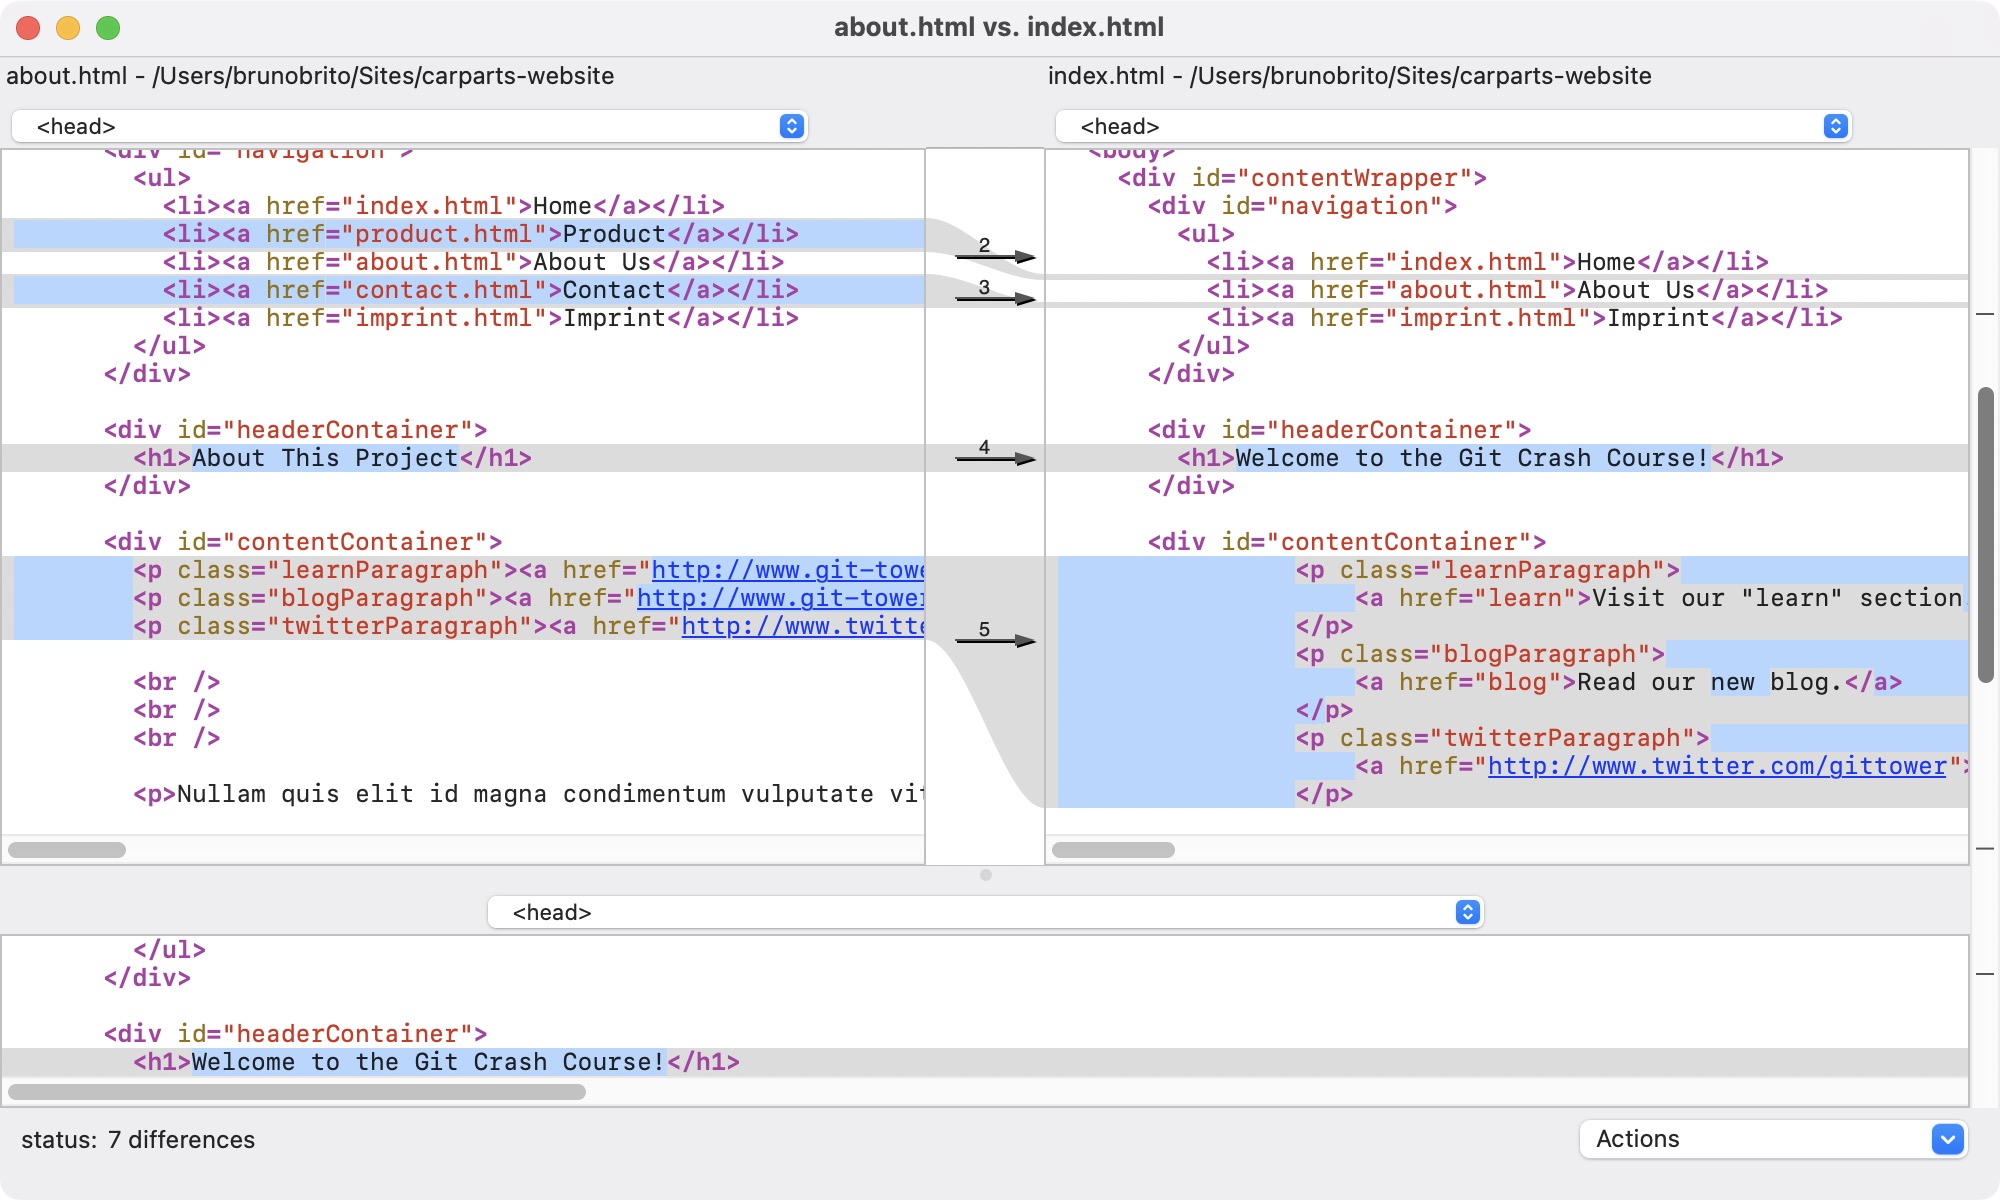 about.html vs. index.html
about.html - /Users/brunobrito/Sites/carparts-website
index.html - /Users/brunobrito/Sites/carparts-website
<head>
<head>
<div id="navigation">
<ul>
<li><a href="index.html">Home</a></li>
<li><a href="product.html">Product</a></li>
<li><a href="about.html">About Us</a></li>
<li><a href="contact.html">Contact</a></li>
<li><a href="imprint.html">Imprint</a></li>
</ul>
</div>
<div id="headerContainer">
<h1>About This Project</h1>
</div>
<div id="contentContainer">
<p class="learnParagraph"><a href="http://www.git-towe
<p class="blogParagraph"><a href="http://www.git-tower
<p class="twitterParagraph"><a href="http://www.twitte
<br />
<br />
<br />
<p>Nullam quis elit id magna condimentum vulputate vit
2
3
4
5
<body>
<div id="contentWrapper">
<div id="navigation">
<ul>
<li><a href="index.html">Home</a></li>
<li><a href="about.html">About Us</a></li>
<li><a href="imprint.html">Imprint</a></li>
</ul>
</div>
<div id="headerContainer">
<h1>Welcome to the Git Crash Course!</h1>
</div>
<div id="contentContainer">
<p class="learnParagraph">
<a href="learn">Visit our "learn" section.
</p>
<p class="blogParagraph">
<a href="blog">Read our new blog.</a>
</p>
<p class="twitterParagraph">
<a href="http://www.twitter.com/gittower">
</p>
<head>
</ul>
</div>
<div id="headerContainer">
<h1>Welcome to the Git Crash Course!</h1>
status: 7 differences
Actions